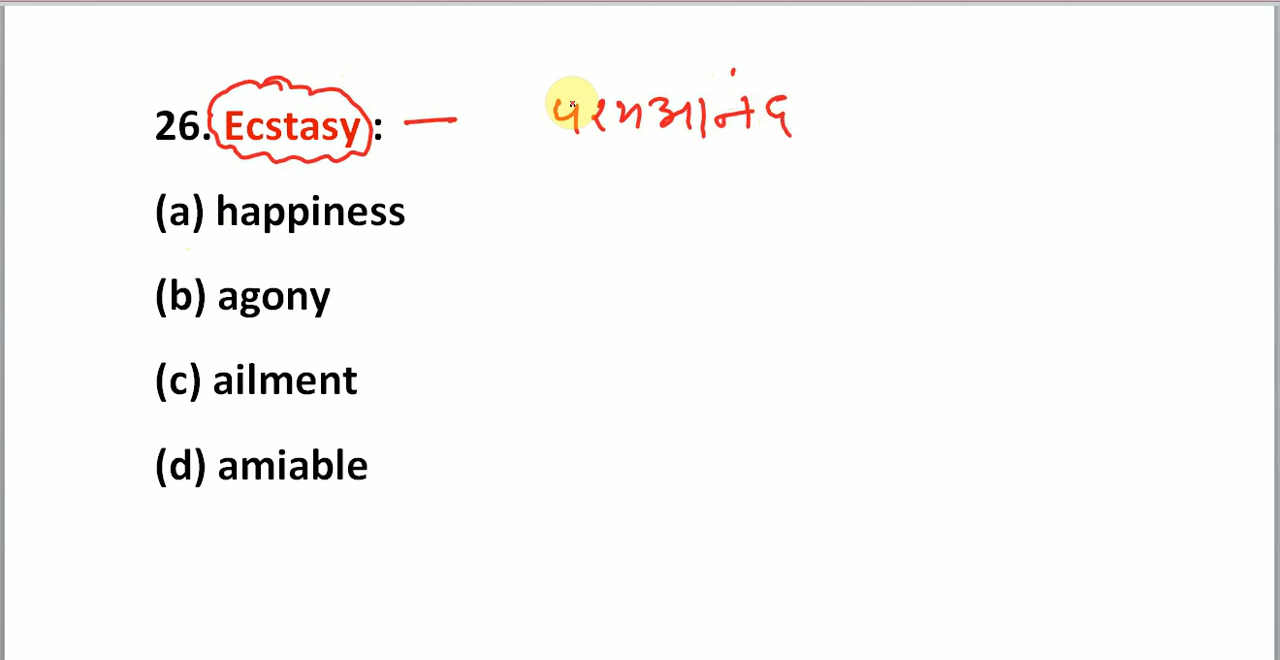 26. Ecstasy : — પરમઆનંદ
(a) happiness
(b) agony
(c) ailment
(d) amiable